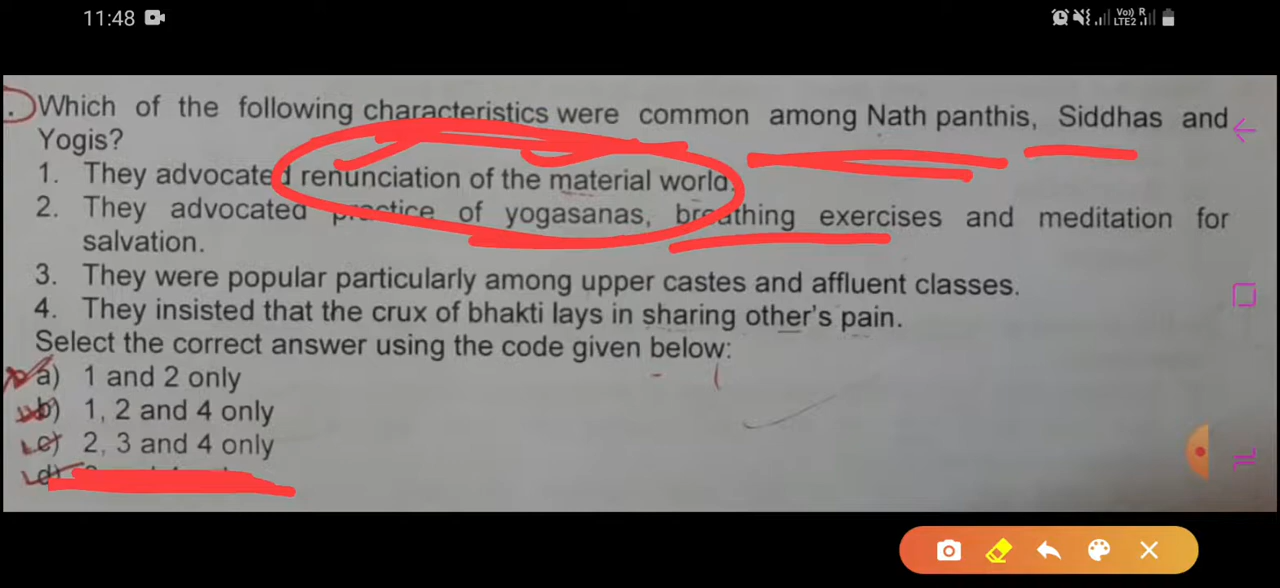 11:48
Vo)) R
LTE2
Which of the following characteristics were common among Nath panthis, Siddhas and
Yogis?
1. They advocated renunciation of the material world.
2. They advocated practice of yogasanas, breathing exercises and meditation for
salvation.
3. They were popular particularly among upper castes and affluent classes.
4. They insisted that the crux of bhakti lays in sharing other's pain.
Select the correct answer using the code given below:
a) 1 and 2 only
b) 1, 2 and 4 only
c) 2, 3 and 4 only
d)